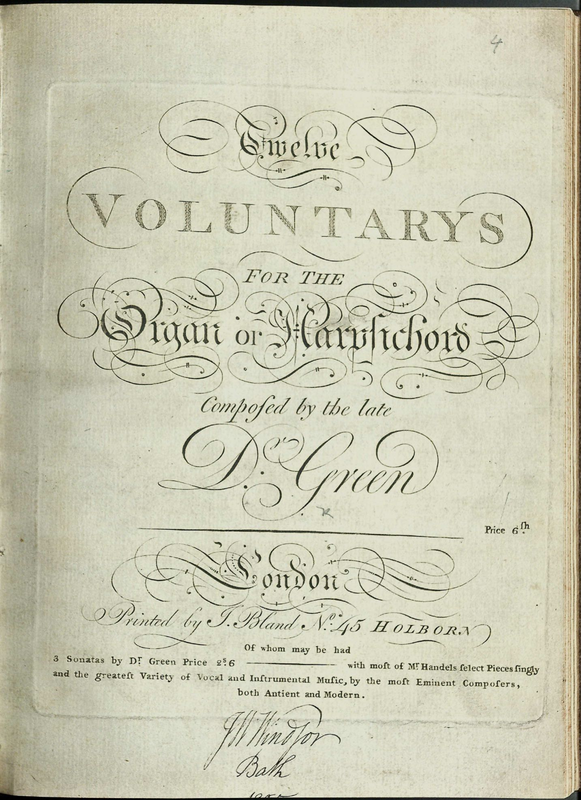 4
Twelve
VOLUNTARYS
FOR THE
Organ or Harpsichord
Compoſed by the late
Dr. Green
Price 6.ſh
London
Printed by J. Bland No. 45 HOLBORN
Of whom may be had
3 Sonatas by Dr. Green Price 2s.6 with moſt of Mr. Handels ſelect Pieces ſingly
and the greateſt Variety of Vocal and Inſtrumental Muſic, by the moſt Eminent Compoſers,
both Antient and Modern.
JW Windſor
Bath